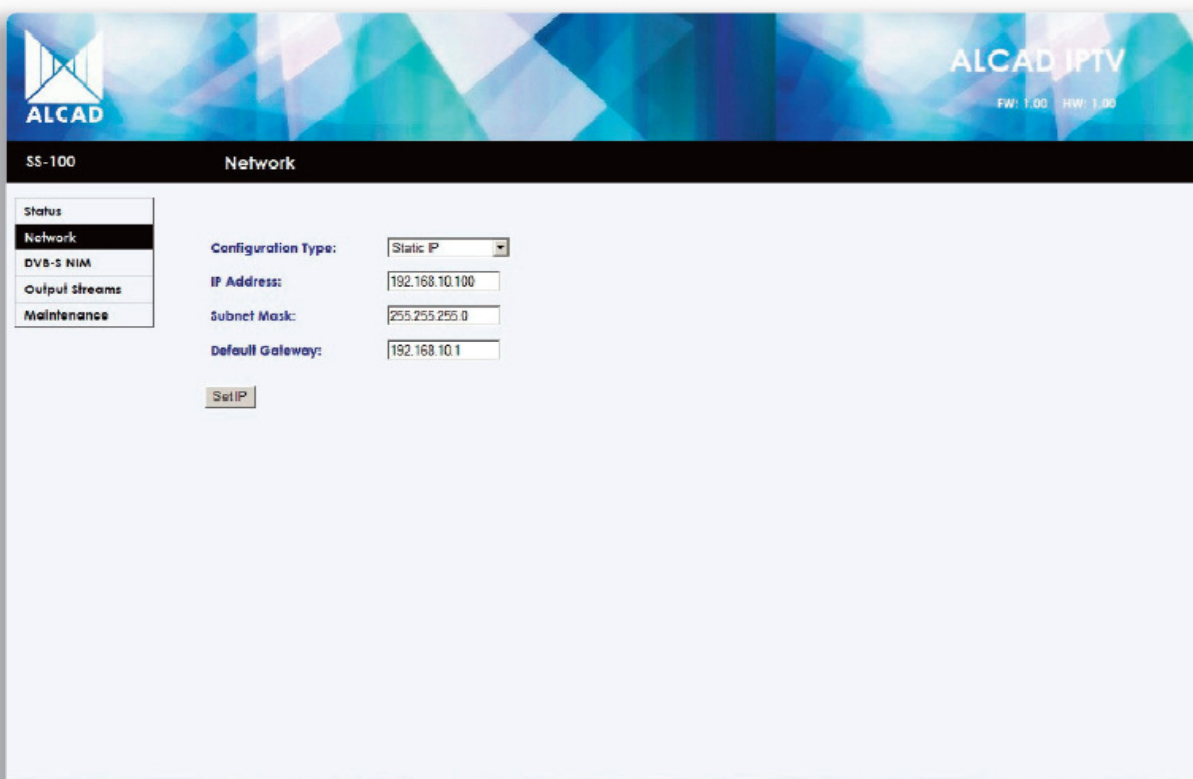 ALCAD
ALCAD IPTV
FW: 1.00 HW: 1.00
SS-100
Network
Status
Network
DVB-S NIM
Output Streams
Maintenance
Configuration Type: Static IP
IP Address: 192.168.10.100
Subnet Mask: 255.255.255.0
Default Gateway: 192.168.10.1
Set IP